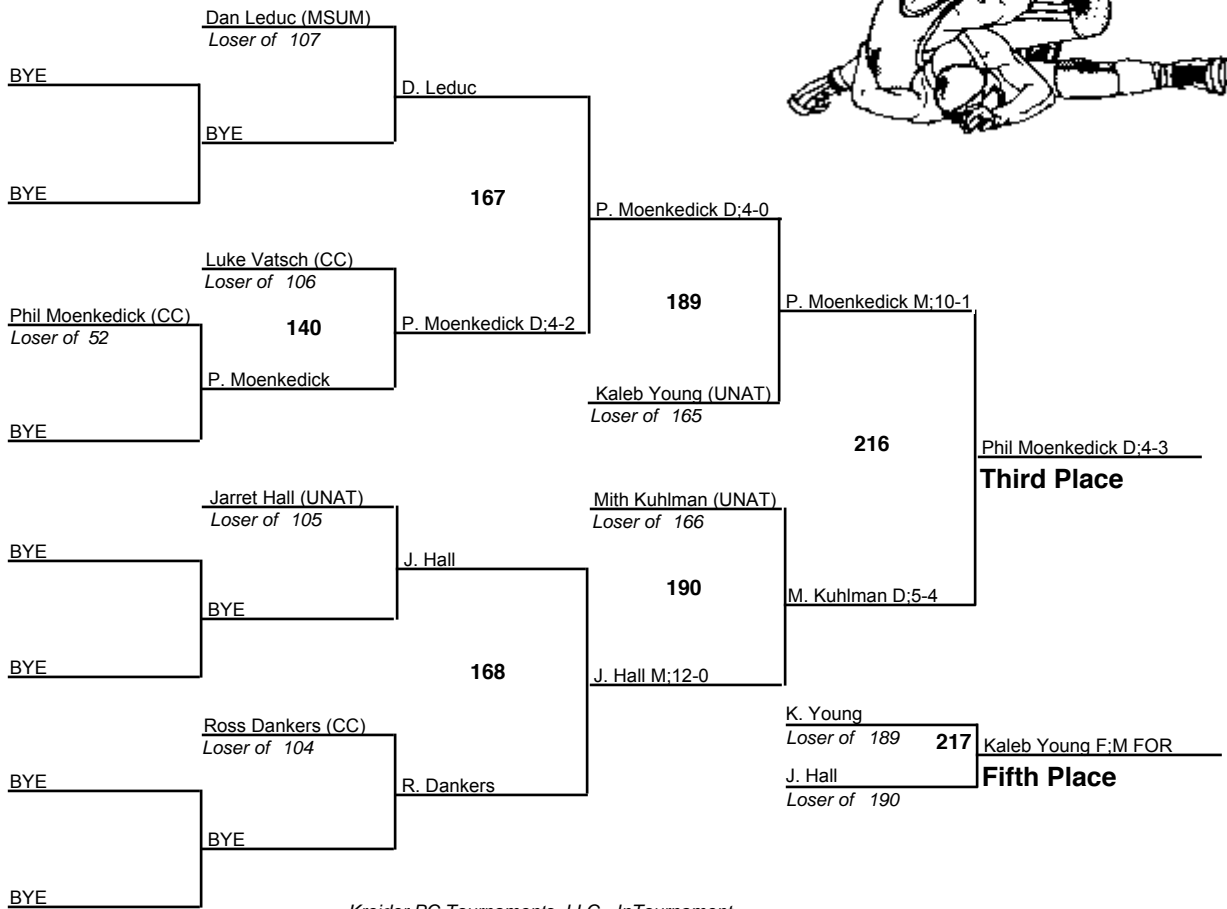 Dan Leduc (MSUM)
Loser of 107
BYE
D. Leduc
BYE
BYE
167
P. Moenkedick D;4-0
Luke Vatsch (CC)
Loser of 106
189
P. Moenkedick M;10-1
Phil Moenkedick (CC)
Loser of 52
140
P. Moenkedick D;4-2
P. Moenkedick
Kaleb Young (UNAT)
Loser of 165
BYE
216
Phil Moenkedick D;4-3
Third Place
Jarret Hall (UNAT)
Loser of 105
Mith Kuhlman (UNAT)
Loser of 166
BYE
J. Hall
190
BYE
M. Kuhlman D;5-4
BYE
168
J. Hall M;12-0
Ross Dankers (CC)
Loser of 104
K. Young
Loser of 189
217
Kaleb Young F;M FOR
Fifth Place
BYE
R. Dankers
J. Hall
Loser of 190
BYE
BYE
Kreider PC Tournaments, LLC - InTournament